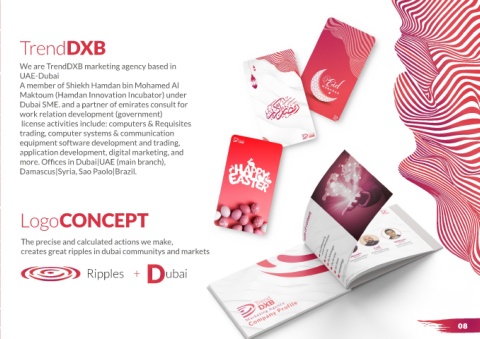 TrendDXB
We are TrendDXB marketing agency based in
UAE-Dubai
A member of Shiekh Hamdan bin Mohamed Al
Maktoum (Hamdan Innovation Incubator) under
Dubai SME. and a partner of emirates consult for
work relation development (government)
license activities include: computers & Requisites
trading, computer systems & communication
equipment software development and trading,
application development, digital marketing, and
more. Offices in Dubai|UAE (main branch),
Damascus|Syria, Sao Paolo|Brazil.
Eid
HAPPY
EASTER
LogoCONCEPT
The precise and calculated actions we make,
creates great ripples in dubai communitys and markets
Ripples + Dubai
Trend
DXB
Marketing Agency
Company Profile
08